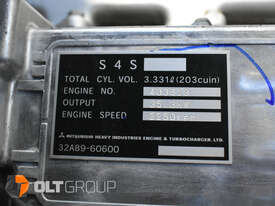 S4S
TOTAL CYL. VOL. 3.331ℓ(203cuin)
ENGINE NO.
OUTPUT
ENGINE SPEED
MITSUBISHI HEAVY INDUSTRIES ENGINE & TURBOCHARGER, LTD.
32A89-60600
OLTGROUP